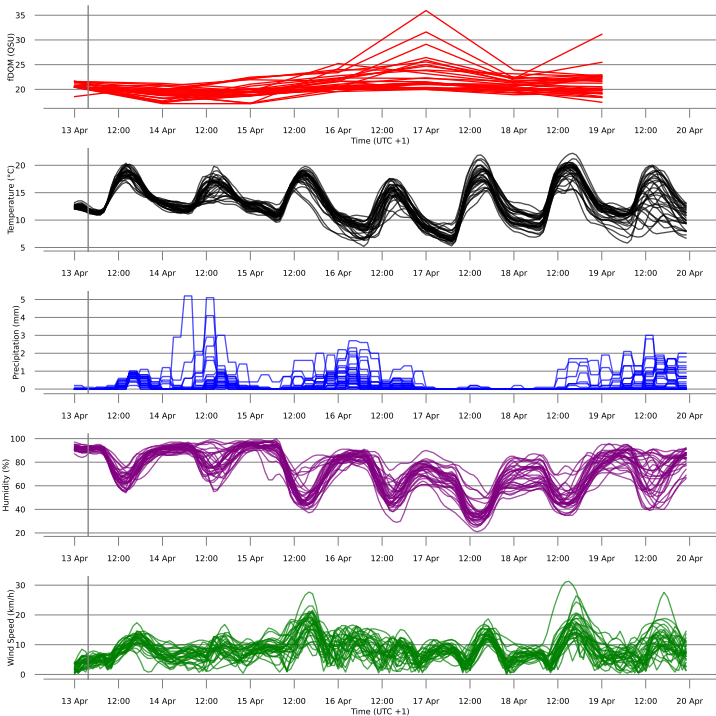 fDOM (QSU)
35
30
25
20
13 Apr 12:00 14 Apr 12:00 15 Apr 12:00 16 Apr 12:00 17 Apr 12:00 18 Apr 12:00 19 Apr 12:00 20 Apr
Time (UTC +1)
Temperature (°C)
20
15
10
5
13 Apr 12:00 14 Apr 12:00 15 Apr 12:00 16 Apr 12:00 17 Apr 12:00 18 Apr 12:00 19 Apr 12:00 20 Apr
Precipitation (mm)
5
4
3
2
1
0
13 Apr 12:00 14 Apr 12:00 15 Apr 12:00 16 Apr 12:00 17 Apr 12:00 18 Apr 12:00 19 Apr 12:00 20 Apr
Humidity (%)
100
80
60
40
20
13 Apr 12:00 14 Apr 12:00 15 Apr 12:00 16 Apr 12:00 17 Apr 12:00 18 Apr 12:00 19 Apr 12:00 20 Apr
Wind Speed (km/h)
30
20
10
0
13 Apr 12:00 14 Apr 12:00 15 Apr 12:00 16 Apr 12:00 17 Apr 12:00 18 Apr 12:00 19 Apr 12:00 20 Apr
Time (UTC +1)